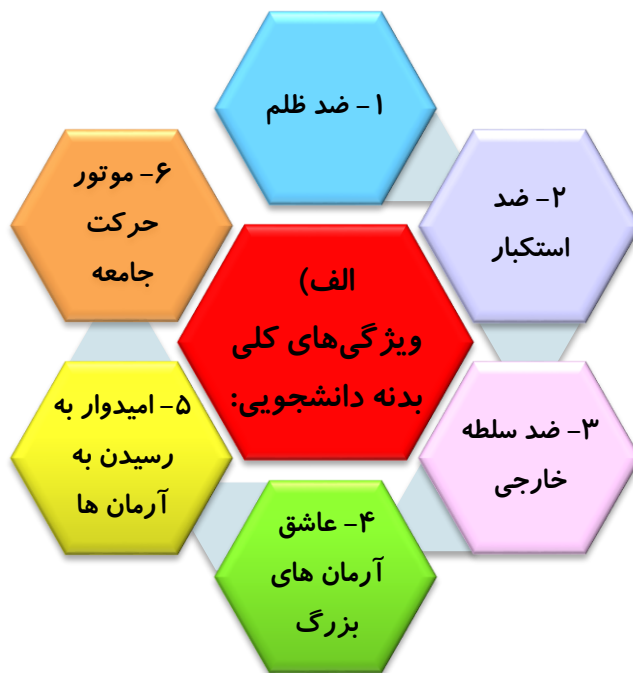 الف)
ویژگی‌های کلی
بدنه دانشجویی:
۱- ضد ظلم
۲- ضد
استکبار
۳- ضد سلطه
خارجی
۴- عاشق
آرمان های
بزرگ
۵- امیدوار به
رسیدن به
آرمان ها
۶- موتور
حرکت
جامعه